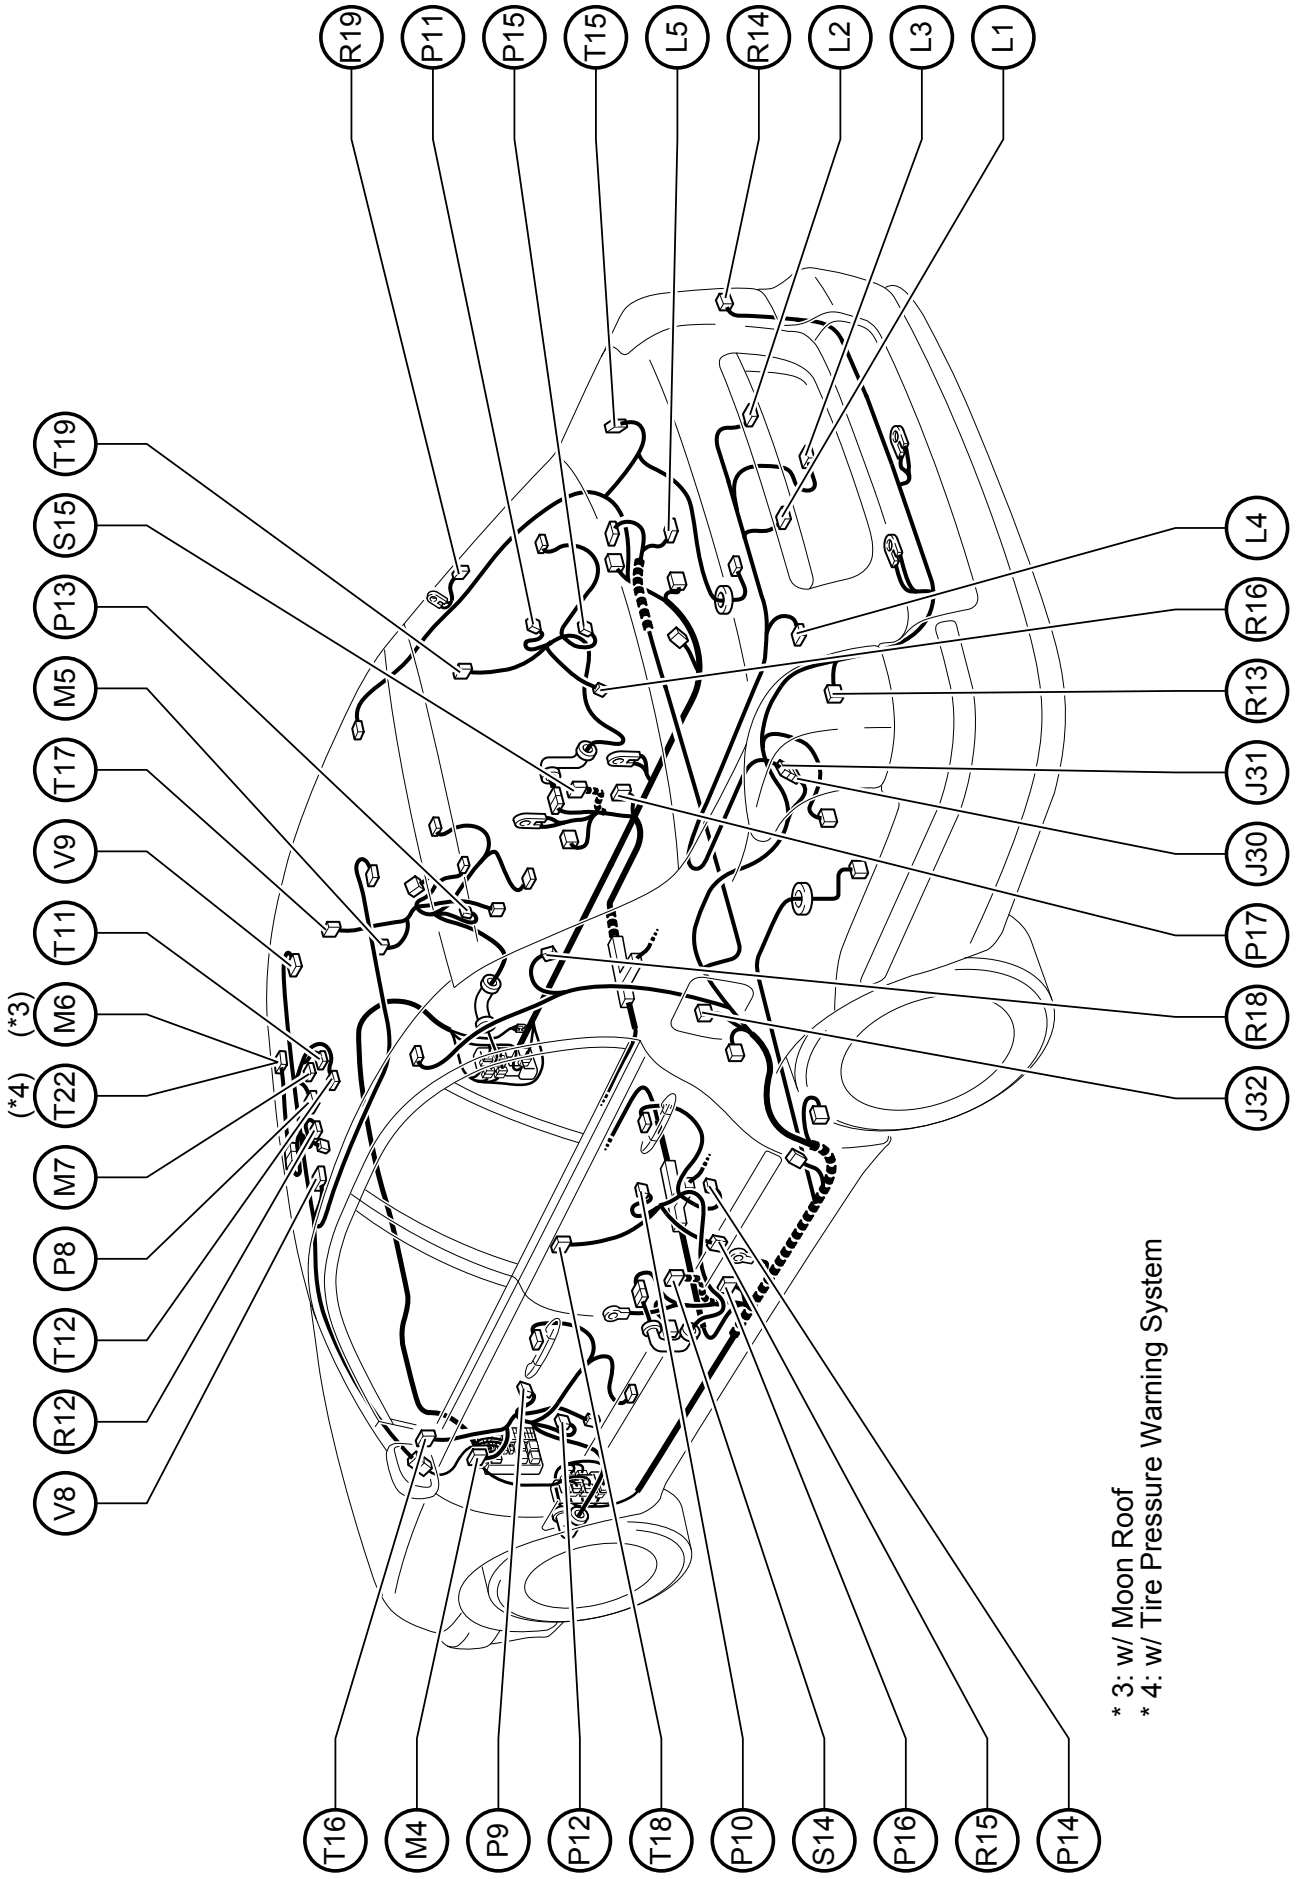 V8
R12
T12
P8
M7
T22
(*4)
M6
(*3)
T11
V9
T17
M5
P13
S15
T19
R19
P11
P15
T15
L5
R14
L2
L3
L1
T16
M4
P9
P12
T18
P10
S14
P16
R15
P14
J32
R18
P17
J30
J31
R13
R16
L4
* 3: w/ Moon Roof
* 4: w/ Tire Pressure Warning System